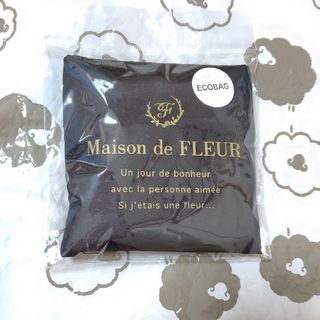 ECOBAG
F
Maison de FLEUR
Un jour de bonheur
avec la personne aimée
Si j'étais une fleur...